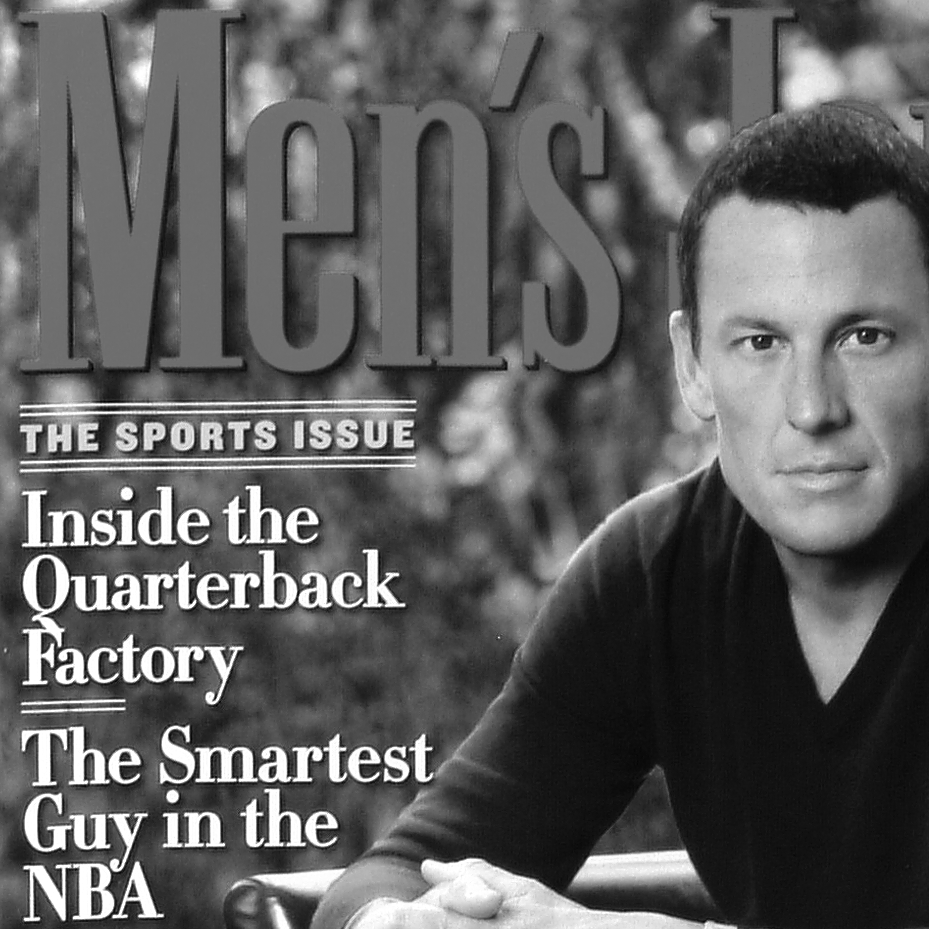 Men's J
THE SPORTS ISSUE
Inside the
Quarterback
Factory
The Smartest
Guy in the
NBA